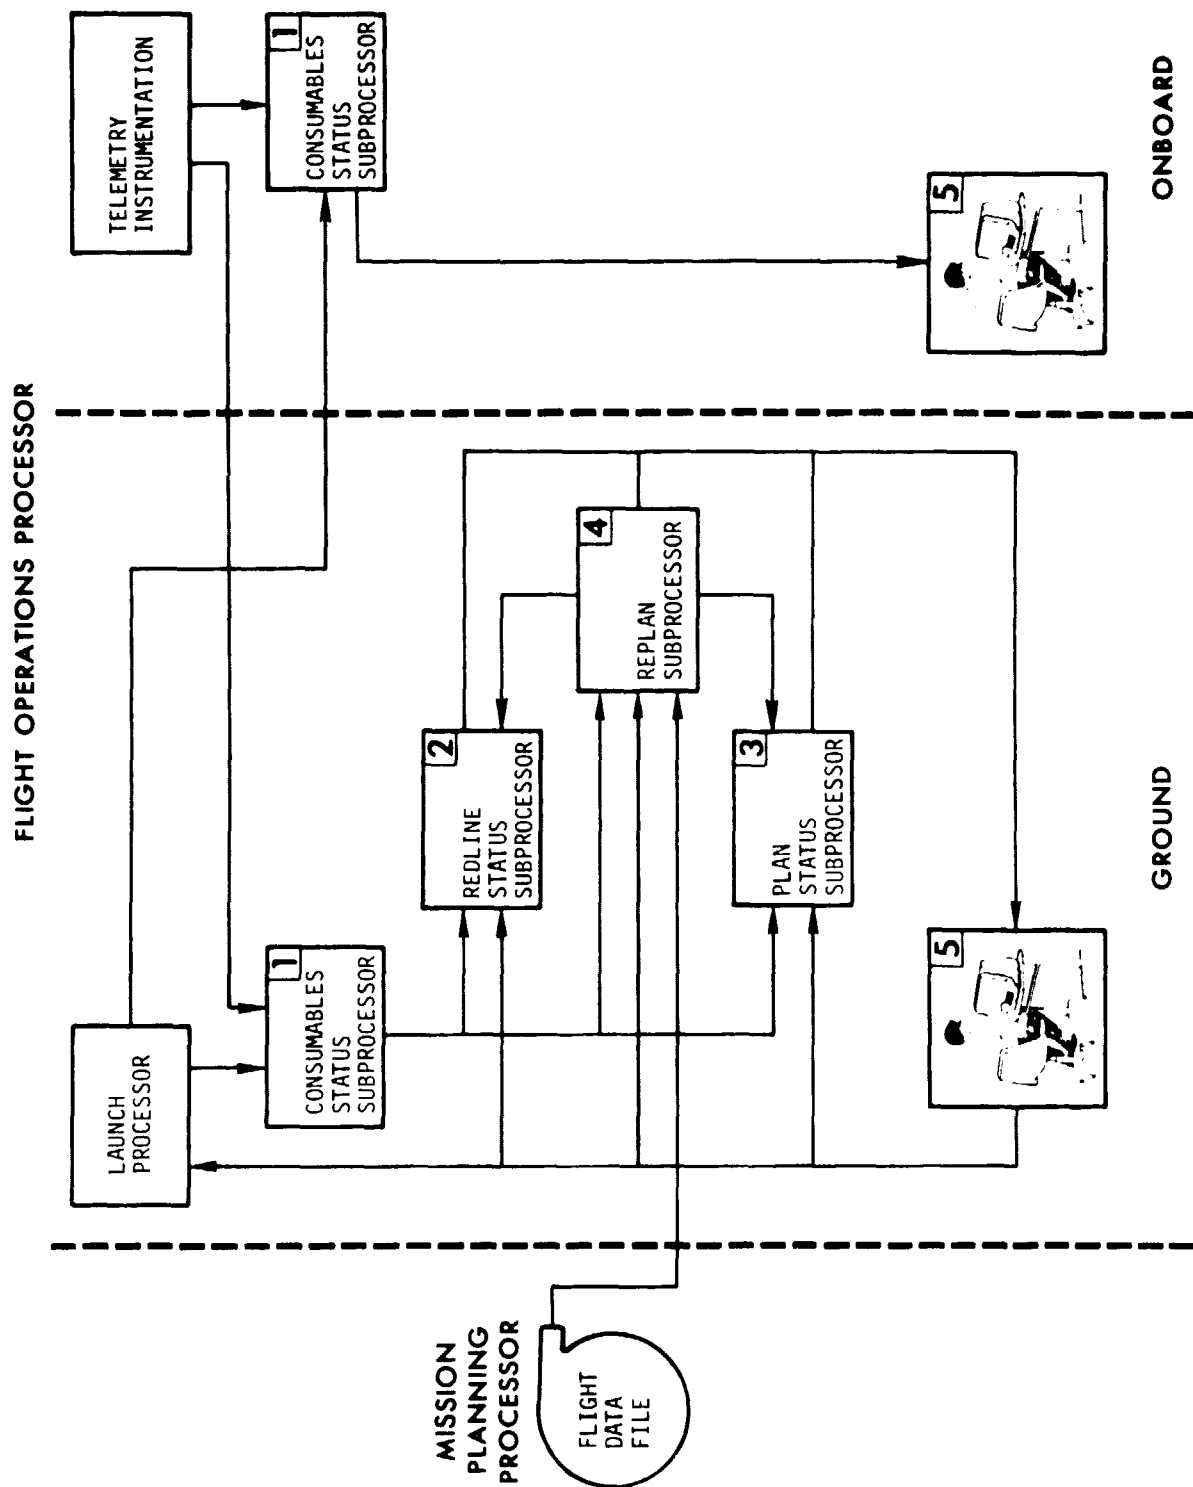 FLIGHT OPERATIONS PROCESSOR
MISSION
PLANNING
PROCESSOR
FLIGHT
DATA
FILE
LAUNCH
PROCESSOR
1
CONSUMABLES
STATUS
SUBPROCESSOR
2
REDLINE
STATUS
SUBPROCESSOR
4
REPLAN
SUBPROCESSOR
3
PLAN
STATUS
SUBPROCESSOR
5
GROUND
TELEMETRY
INSTRUMENTATION
1
CONSUMABLES
STATUS
SUBPROCESSOR
5
ONBOARD